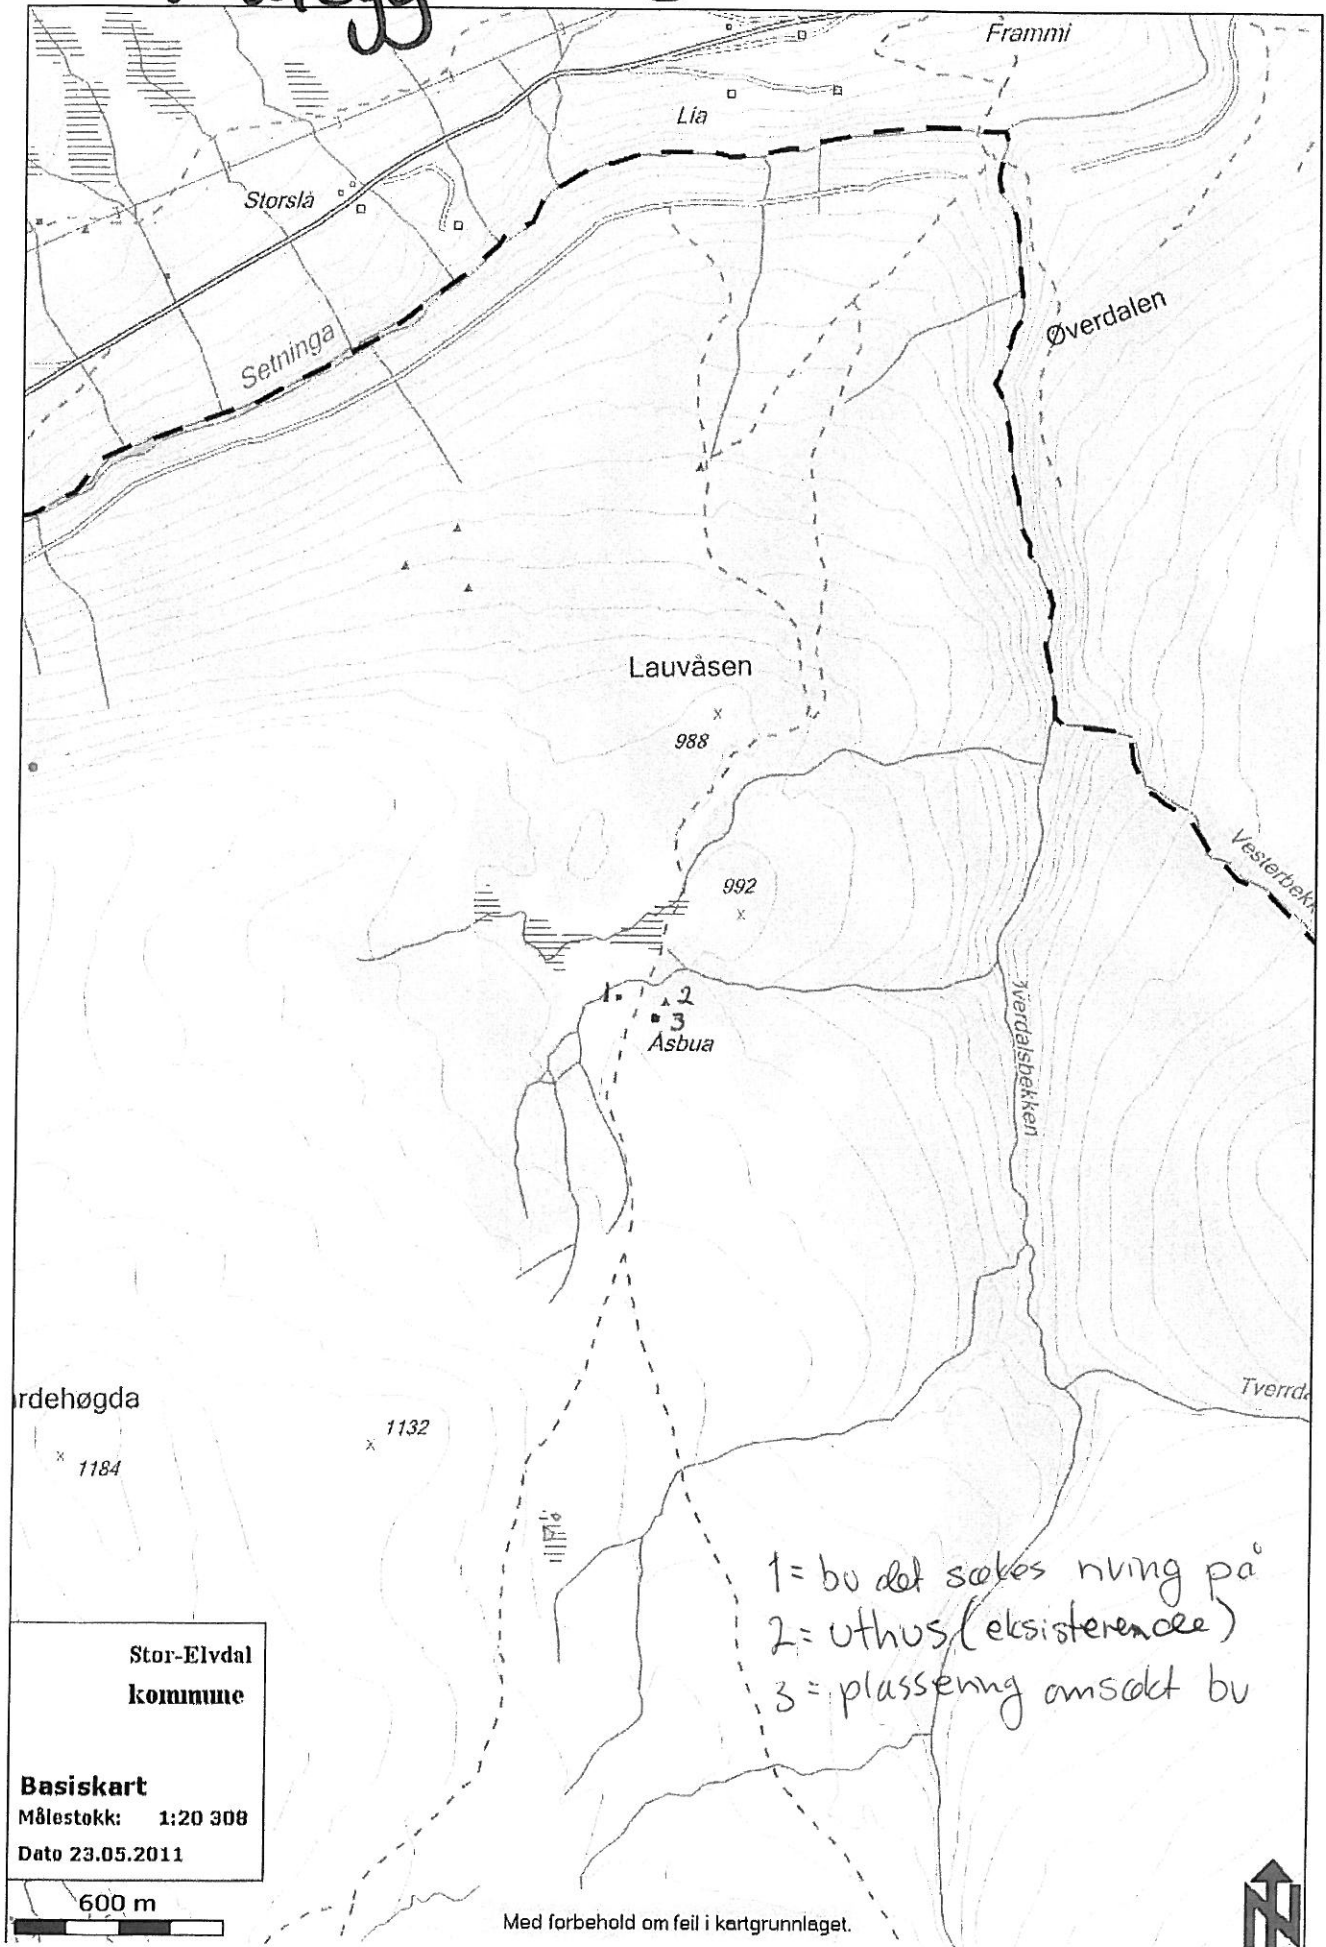 Frammi
Lia
Storslå
Øverdalen
Setninga
Lauvåsen
988
Vesterbekk
992
1
2
3
Åsbua
Tverdalsbekken
rdehøgda
1132
1184
Tverrda
1= bu det søkes riving på
2= uthus (eksisterende)
3= plassering omsøkt bu
Stor-Elvdal
kommune
Basiskart
Målestokk: 1:20 308
Dato 23.05.2011
600 m
Med forbehold om feil i kartgrunnlaget.
N